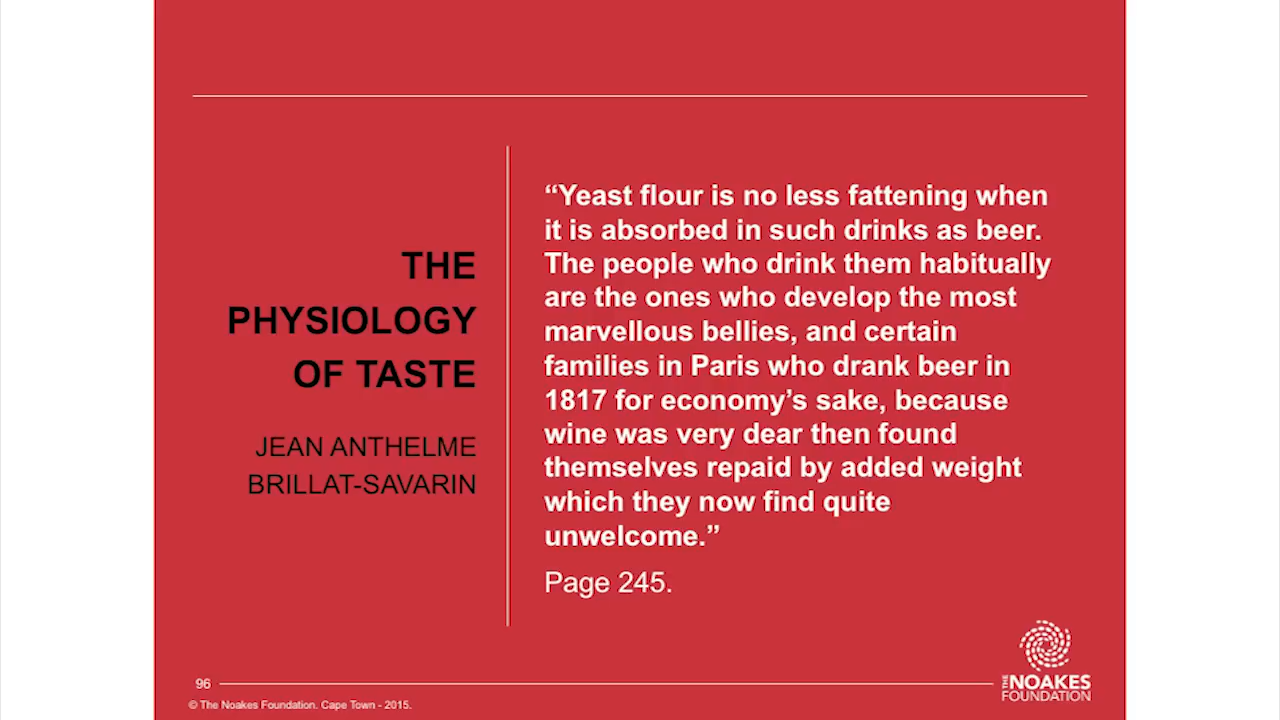 THE
PHYSIOLOGY
OF TASTE
JEAN ANTHELME
BRILLAT-SAVARIN
“Yeast flour is no less fattening when
it is absorbed in such drinks as beer.
The people who drink them habitually
are the ones who develop the most
marvellous bellies, and certain
families in Paris who drank beer in
1817 for economy’s sake, because
wine was very dear then found
themselves repaid by added weight
which they now find quite
unwelcome.”
Page 245.
96
© The Noakes Foundation. Cape Town - 2015.
THE NOAKES
FOUNDATION